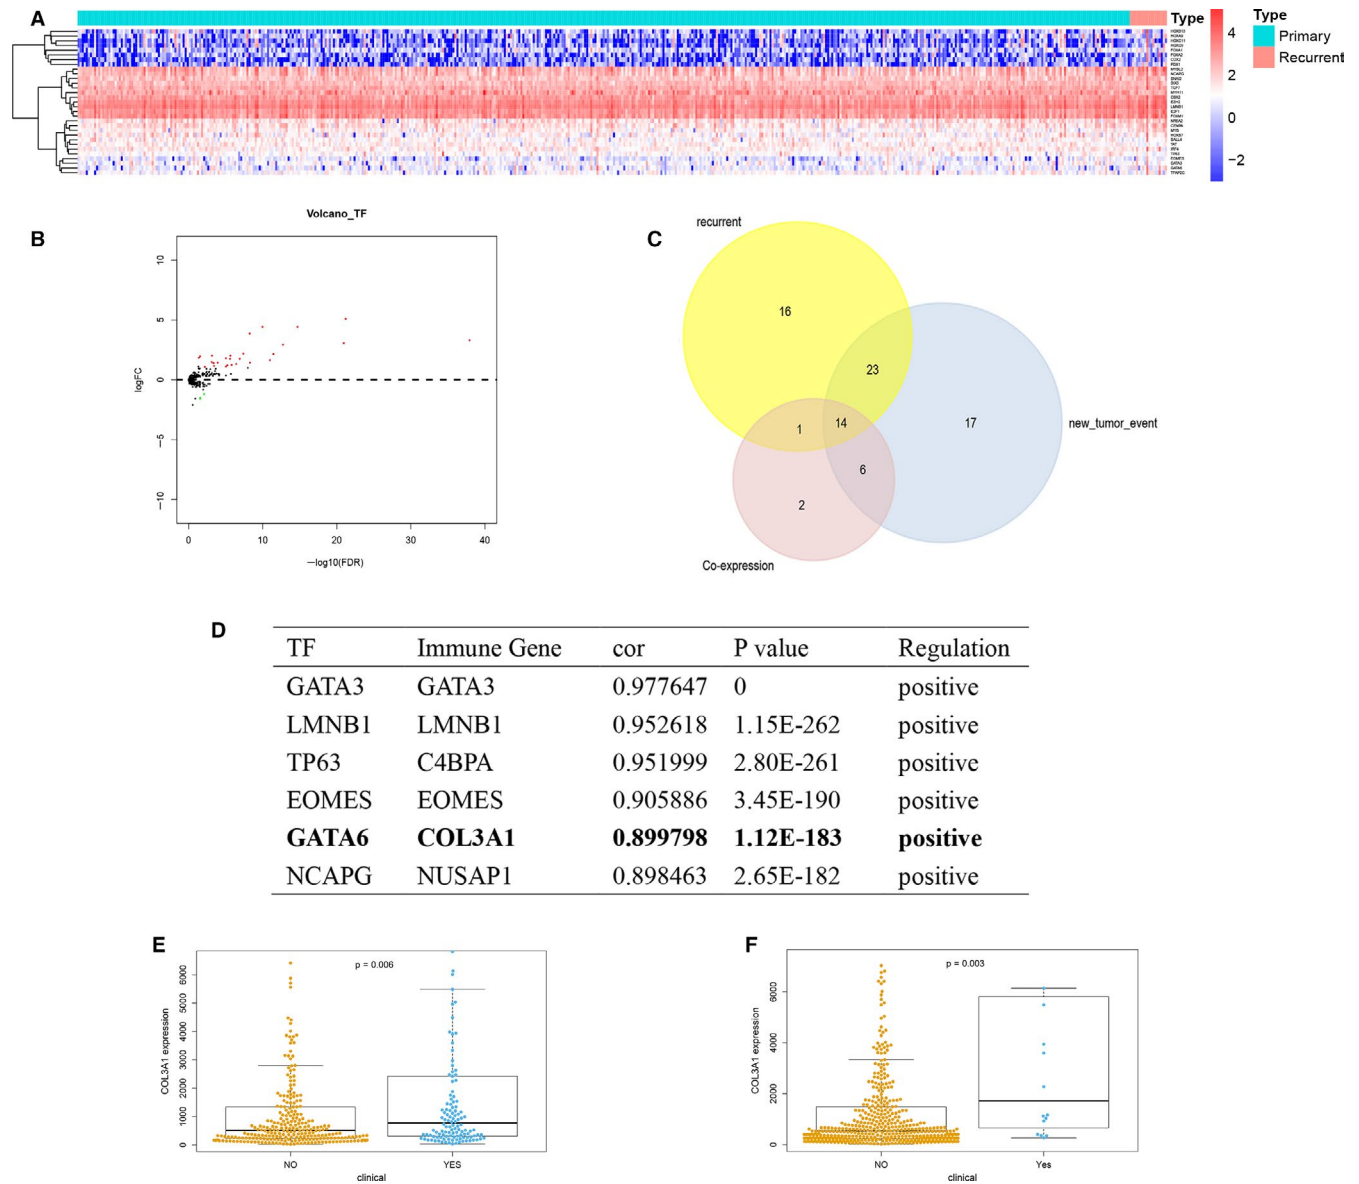 A
Type
4
2
0
−2
Type
Primary
Recurrent
B
Volcano_TF
10
5
0
−5
−10
logFC
0
10
20
30
40
−log10(FDR)
C
recurrent
16
23
1
14
17
new_tumor_event
6
2
Co-expression
D
TF Immune Gene cor P value Regulation
GATA3 GATA3 0.977647 0 positive
LMNB1 LMNB1 0.952618 1.15E-262 positive
TP63 C4BPA 0.951999 2.80E-261 positive
EOMES EOMES 0.905886 3.45E-190 positive
GATA6 COL3A1 0.899798 1.12E-183 positive
NCAPG NUSAP1 0.898463 2.65E-182 positive
E
p = 0.006
COL3A1 expression
6000
5000
4000
3000
2000
1000
0
NO
YES
clinical
F
p = 0.003
COL3A1 expression
6000
4000
2000
0
NO
Yes
clinical